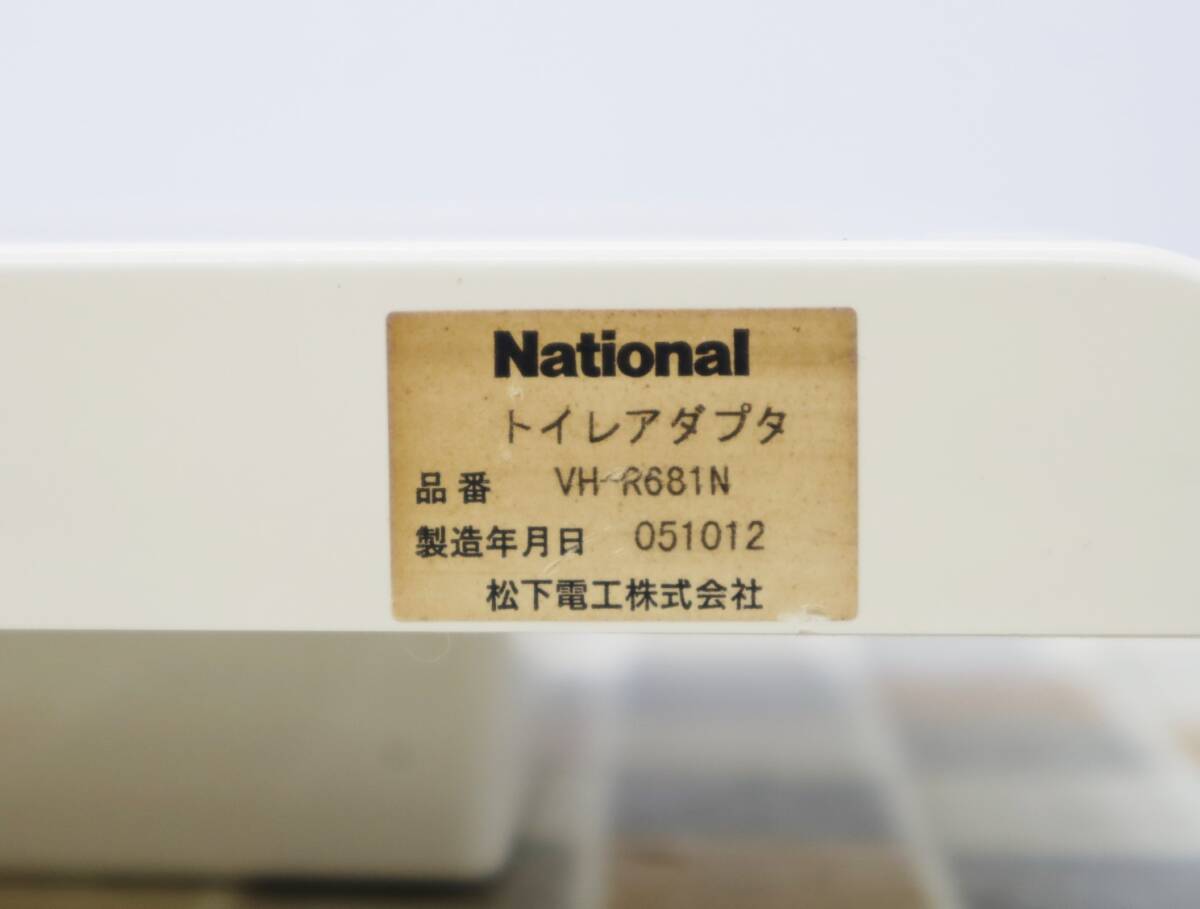 National
トイレアダプタ
品番 VH-R681N
製造年月日 051012
松下電工株式会社